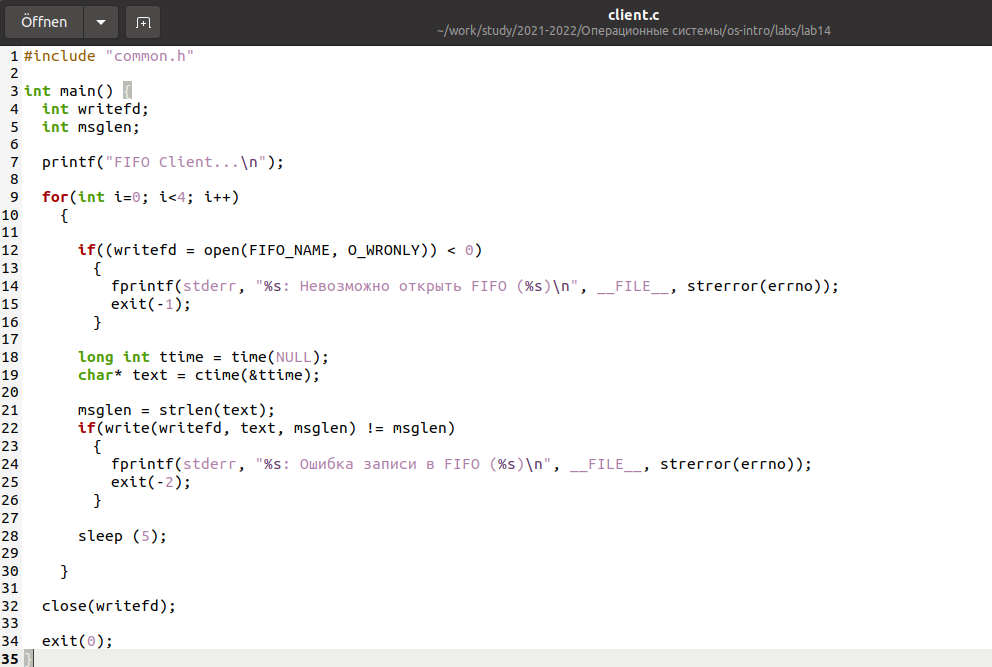 Öffnen
client.c
~/work/study/2021-2022/Операционные системы/os-intro/labs/lab14
1 #include "common.h"
2
3 int main() {
4   int writefd;
5   int msglen;
6
7   printf("FIFO Client...\n");
8
9   for(int i=0; i<4; i++)
10     {
11
12       if((writefd = open(FIFO_NAME, O_WRONLY)) < 0)
13         {
14           fprintf(stderr, "%s: Невозможно открыть FIFO (%s)\n", __FILE__, strerror(errno));
15           exit(-1);
16         }
17
18       long int ttime = time(NULL);
19       char* text = ctime(&ttime);
20
21       msglen = strlen(text);
22       if(write(writefd, text, msglen) != msglen)
23         {
24           fprintf(stderr, "%s: Ошибка записи в FIFO (%s)\n", __FILE__, strerror(errno));
25           exit(-2);
26         }
27
28       sleep (5);
29
30     }
31
32   close(writefd);
33
34   exit(0);
35 }